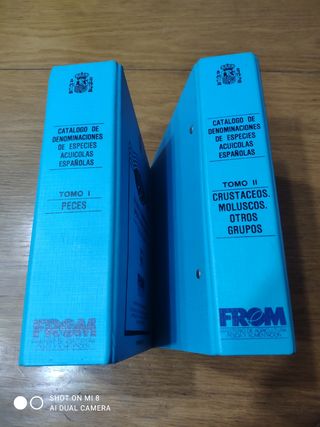 CATALOGO DE
DENOMINACIONES
DE ESPECIES
ACUICOLAS
ESPAÑOLAS
TOMO I
PECES
FROM
CATALOGO DE
DENOMINACIONES
DE ESPECIES
ACUICOLAS
ESPAÑOLAS
TOMO II
CRUSTACEOS.
MOLUSCOS.
OTROS
GRUPOS
FROM
SHOT ON MI 8
AI DUAL CAMERA